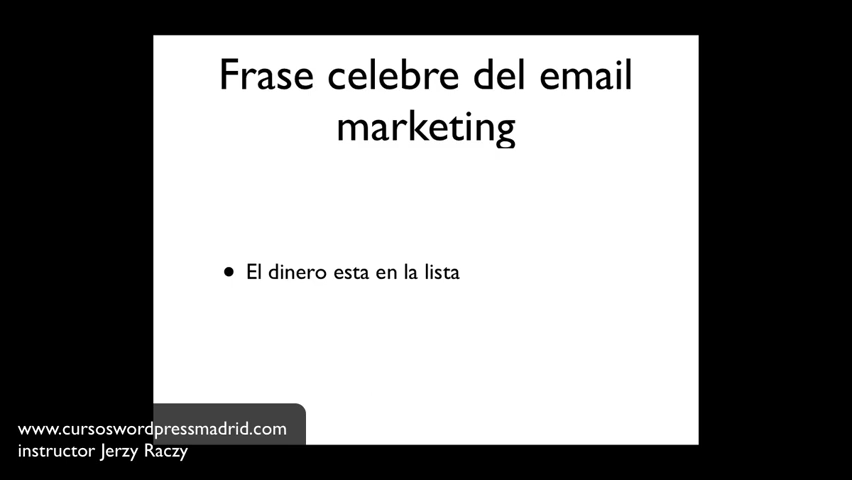 Frase celebre del email
marketing
• El dinero esta en la lista
www.cursoswordpressmadrid.com
instructor Jerzy Raczy